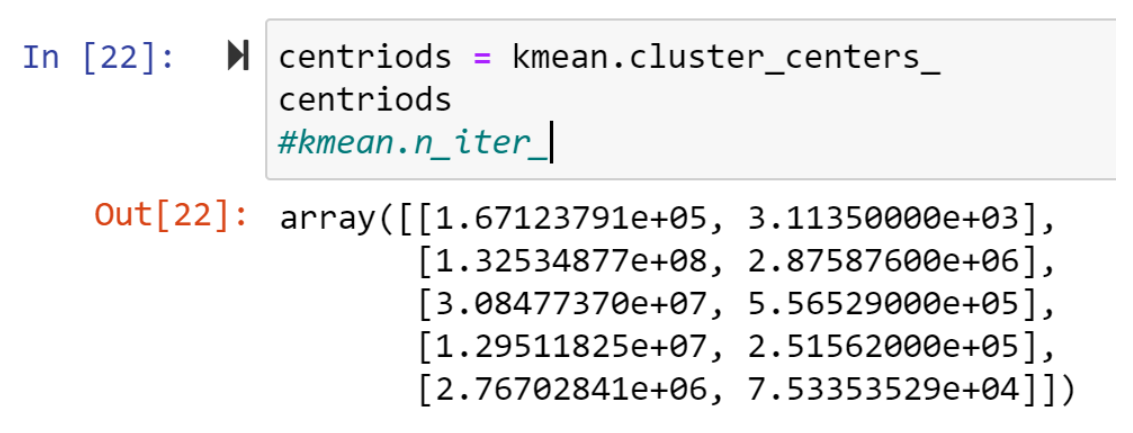 In [22]: centriods = kmean.cluster_centers_
centriods
#kmean.n_iter_
Out[22]: array([[1.67123791e+05, 3.11350000e+03],
[1.32534877e+08, 2.87587600e+06],
[3.08477370e+07, 5.56529000e+05],
[1.29511825e+07, 2.51562000e+05],
[2.76702841e+06, 7.53353529e+04]])